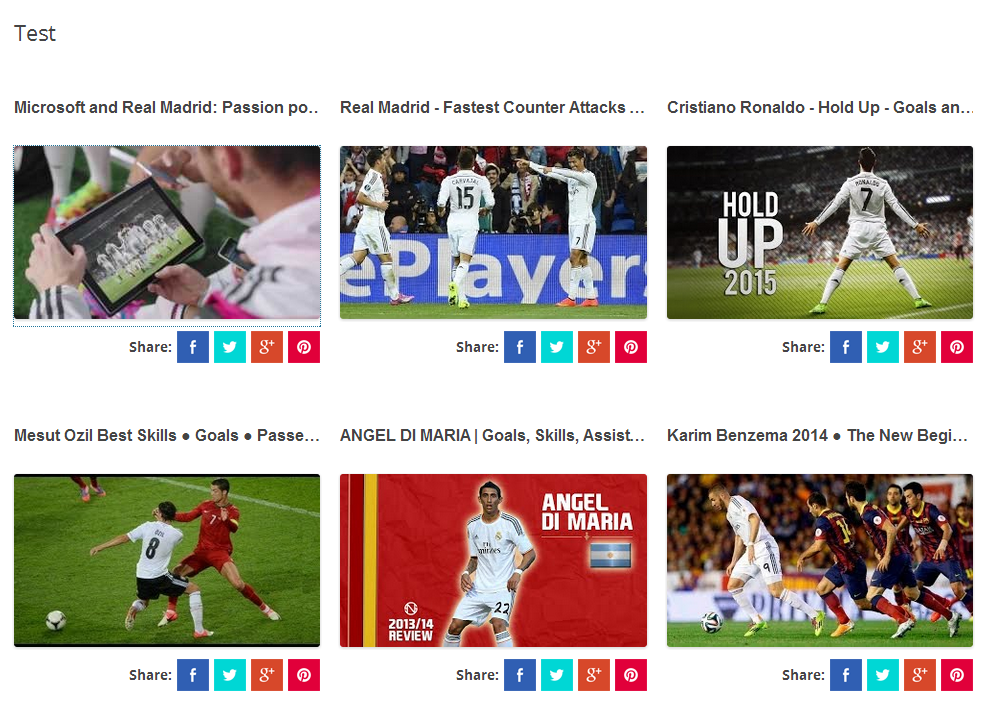 Test
Microsoft and Real Madrid: Passion po…
Real Madrid - Fastest Counter Attacks …
Cristiano Ronaldo - Hold Up - Goals an…
CARVAJAL
15
7
ePlayers
HOLD
UP
2015
RONALDO
7
Share:
Share:
Share:
Mesut Ozil Best Skills ● Goals ● Passe…
ANGEL DI MARIA | Goals, Skills, Assist…
Karim Benzema 2014 ● The New Begi…
8
7
ANGEL
DI MARIA
22
2013/14
REVIEW
9
Share:
Share:
Share: